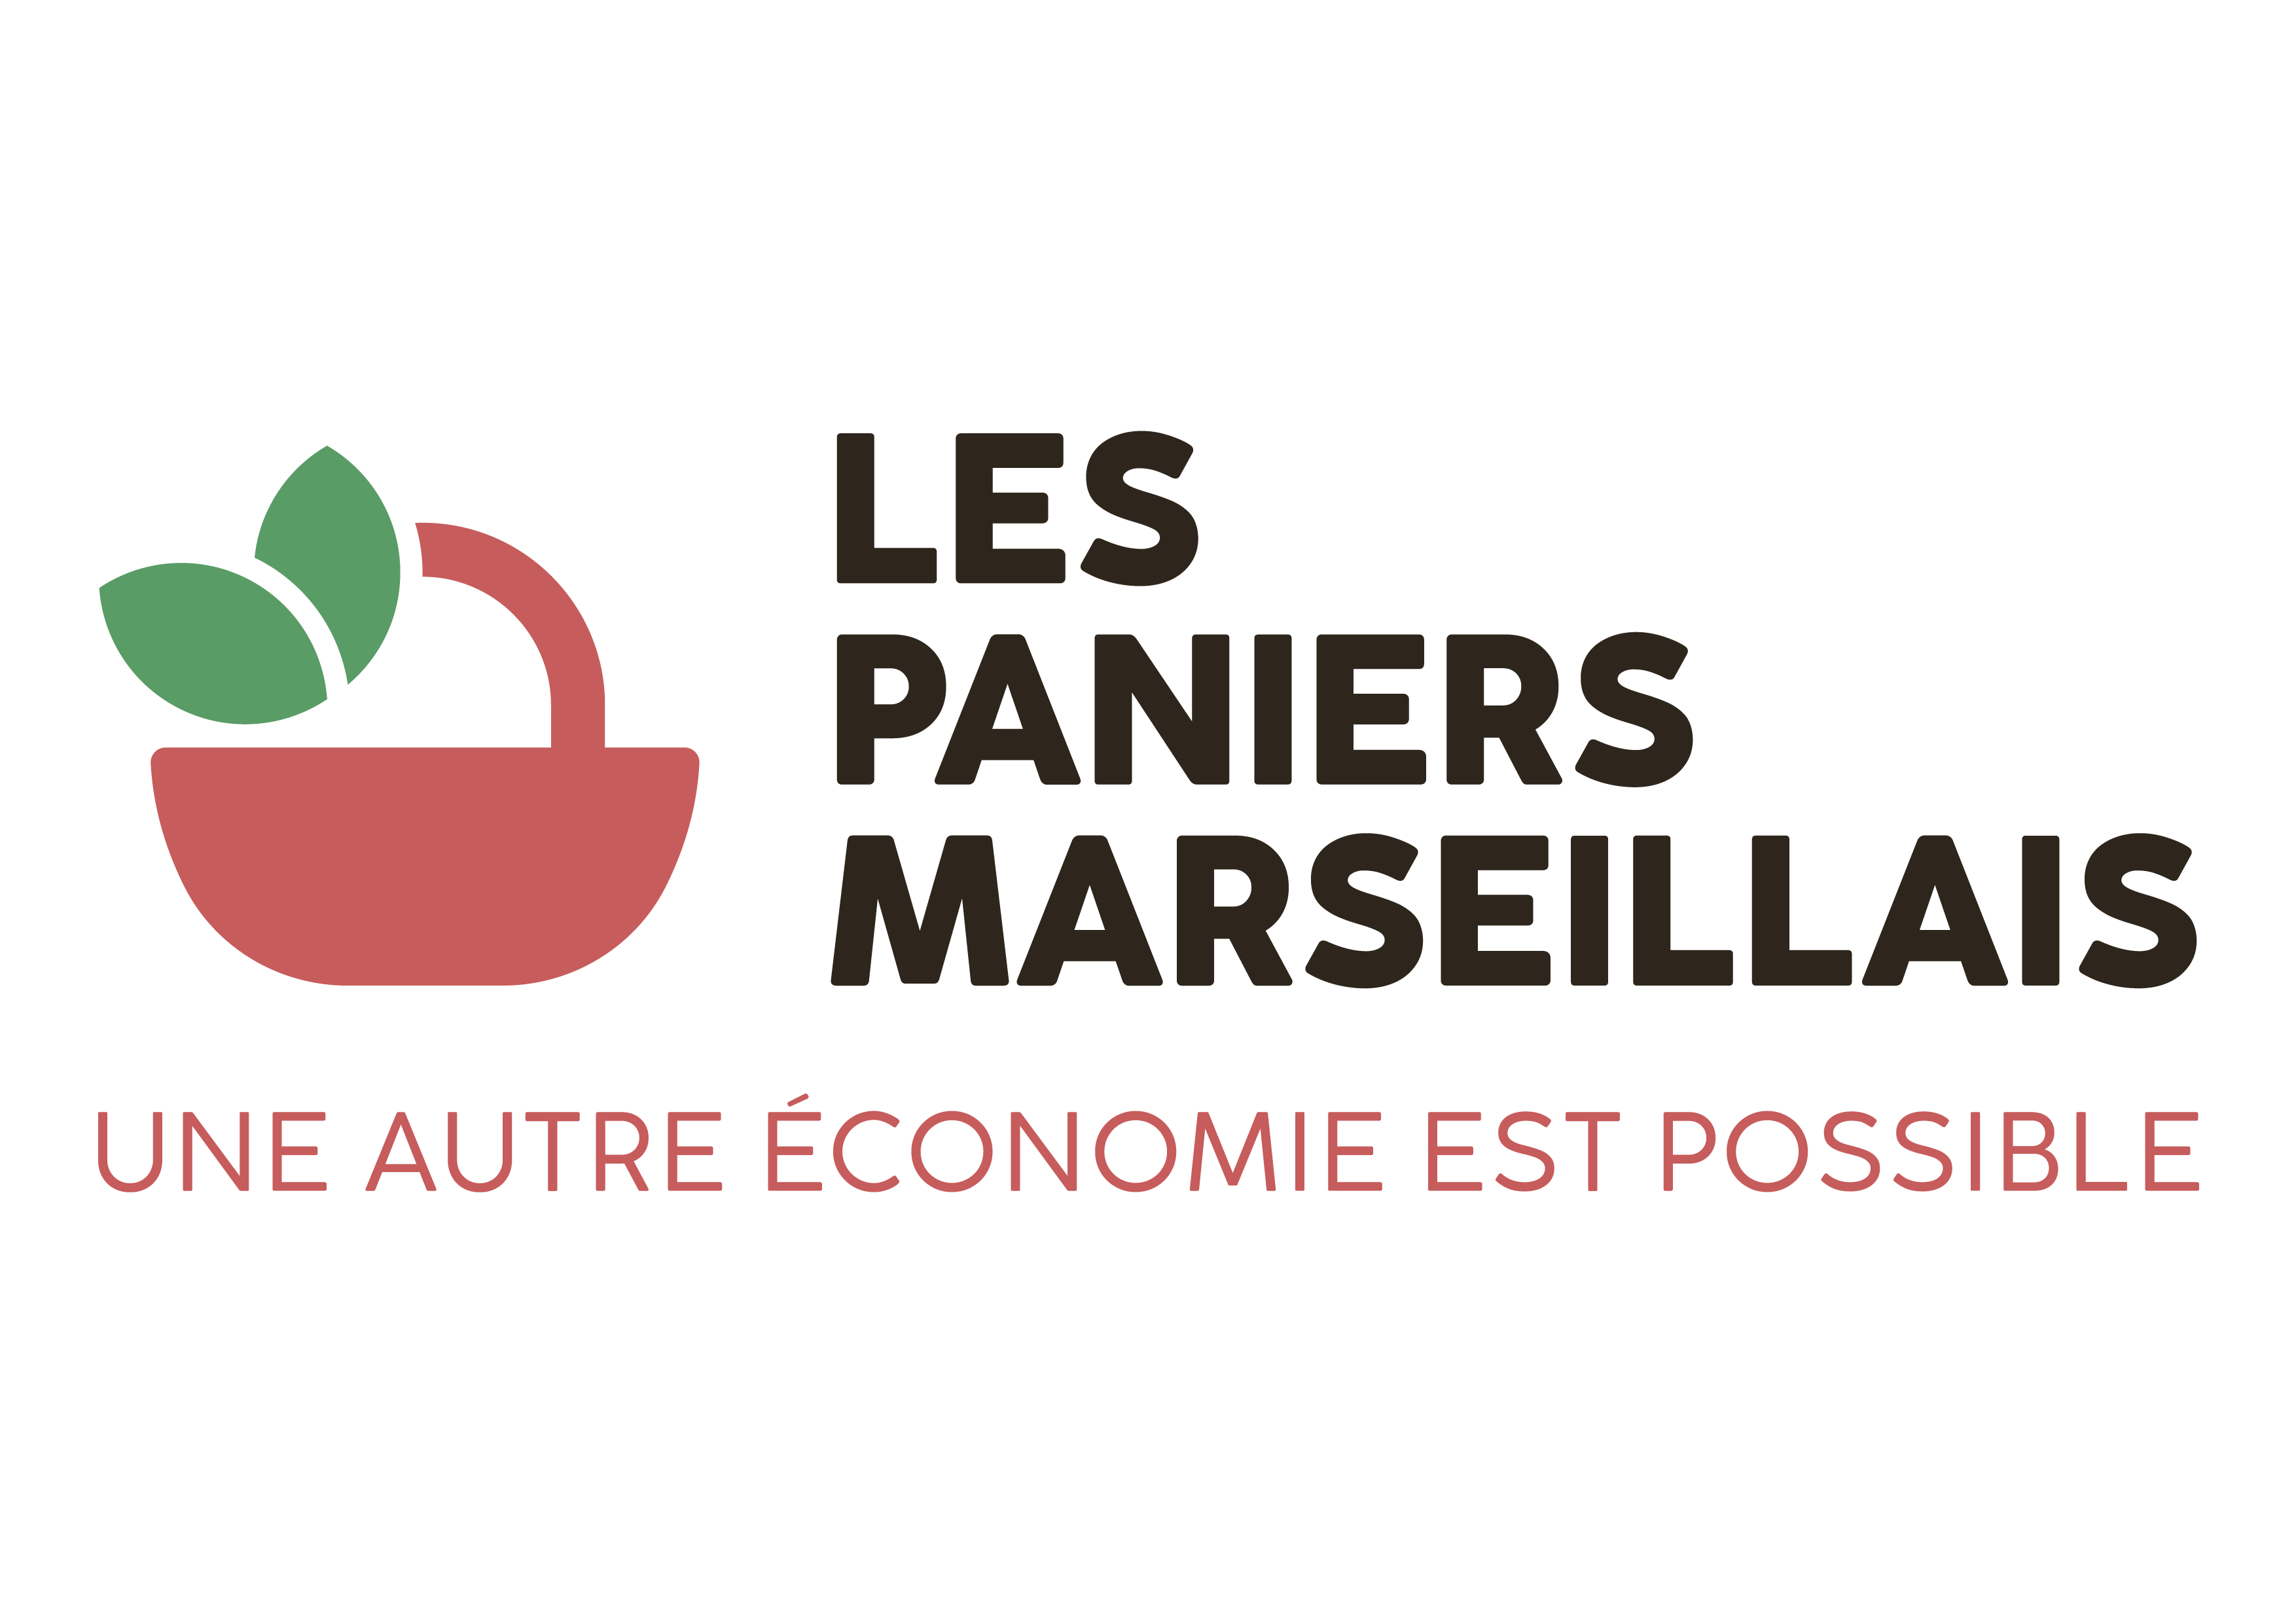 LES
PANIERS
MARSEILLAIS
UNE AUTRE ÉCONOMIE EST POSSIBLE